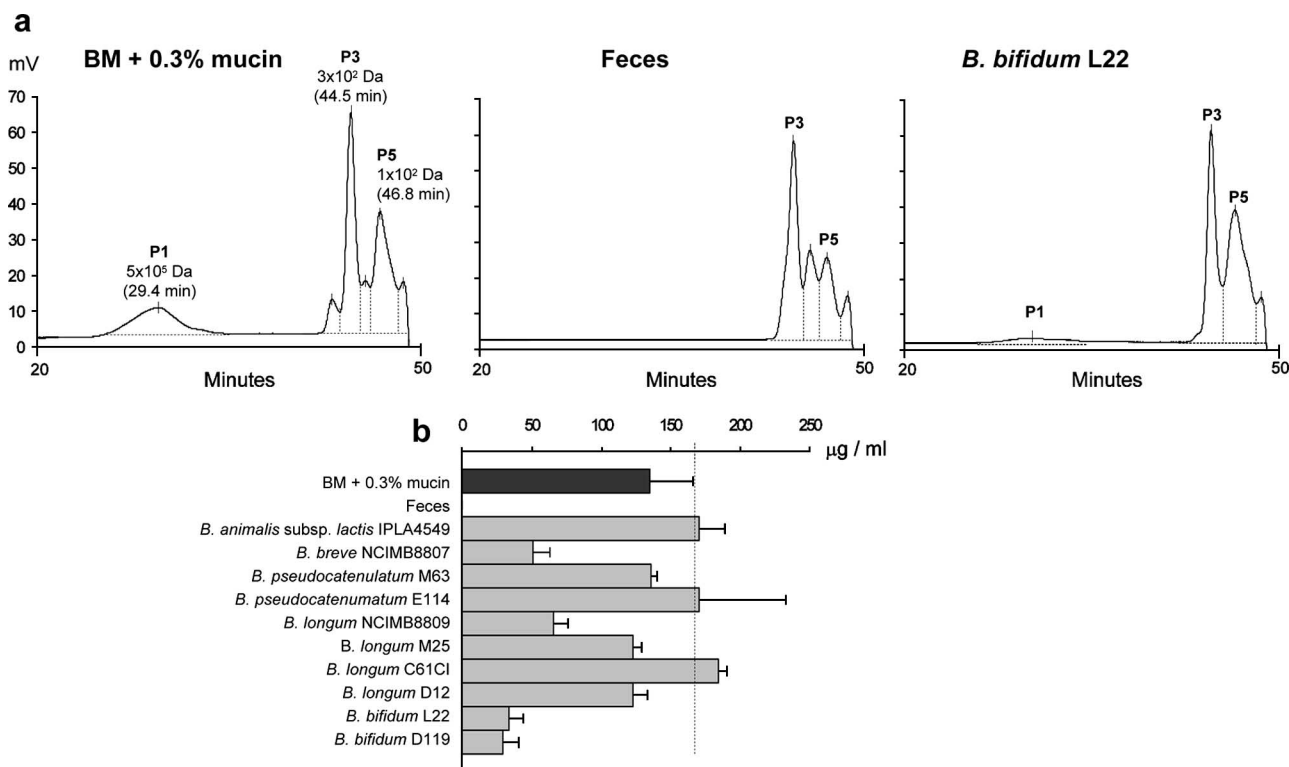 a
BM + 0.3% mucin
Feces
B. bifidum L22
mV
70
60
50
40
30
20
10
0
P3
3x10² Da
(44.5 min)
P5
1x10² Da
(46.8 min)
P1
5x10⁵ Da
(29.4 min)
20
Minutes
50
P3
P5
20
Minutes
50
P3
P5
P1
20
Minutes
50
b
0 50 100 150 200 250
µg / ml
BM + 0.3% mucin
Feces
B. animalis subsp. lactis IPLA4549
B. breve NCIMB8807
B. pseudocatenulatum M63
B. pseudocatenumatum E114
B. longum NCIMB8809
B. longum M25
B. longum C61CI
B. longum D12
B. bifidum L22
B. bifidum D119